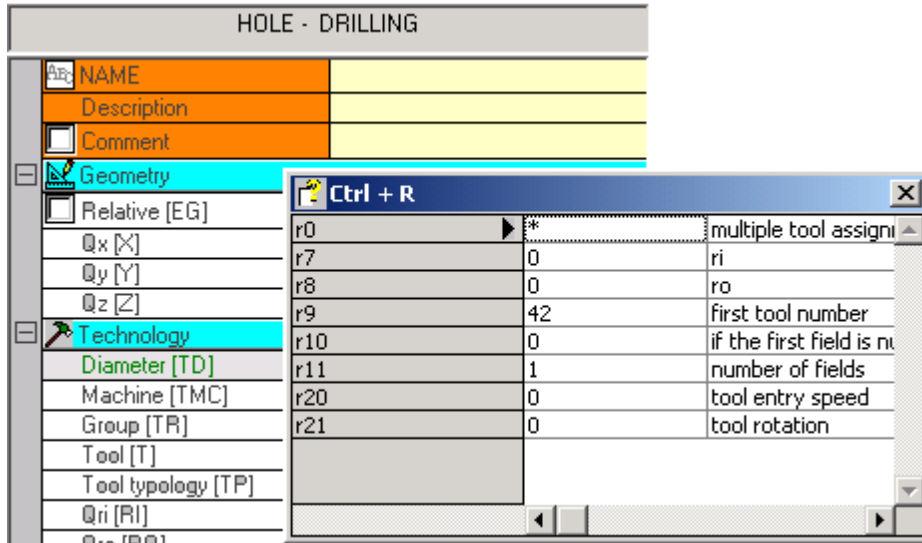 HOLE - DRILLING
ABC NAME
Description
Comment
Geometry
Relative [EG]
Qx [X]
Qy [Y]
Qz [Z]
Technology
Diameter [TD]
Machine [TMC]
Group [TR]
Tool [T]
Tool typology [TP]
Qri [RI]
Ctrl + R
r0 * multiple tool
r7 0 ri
r8 0 ro
r9 42 first tool number
r10 0 if the first field is
r11 1 number of fields
r20 0 tool entry speed
r21 0 tool rotation